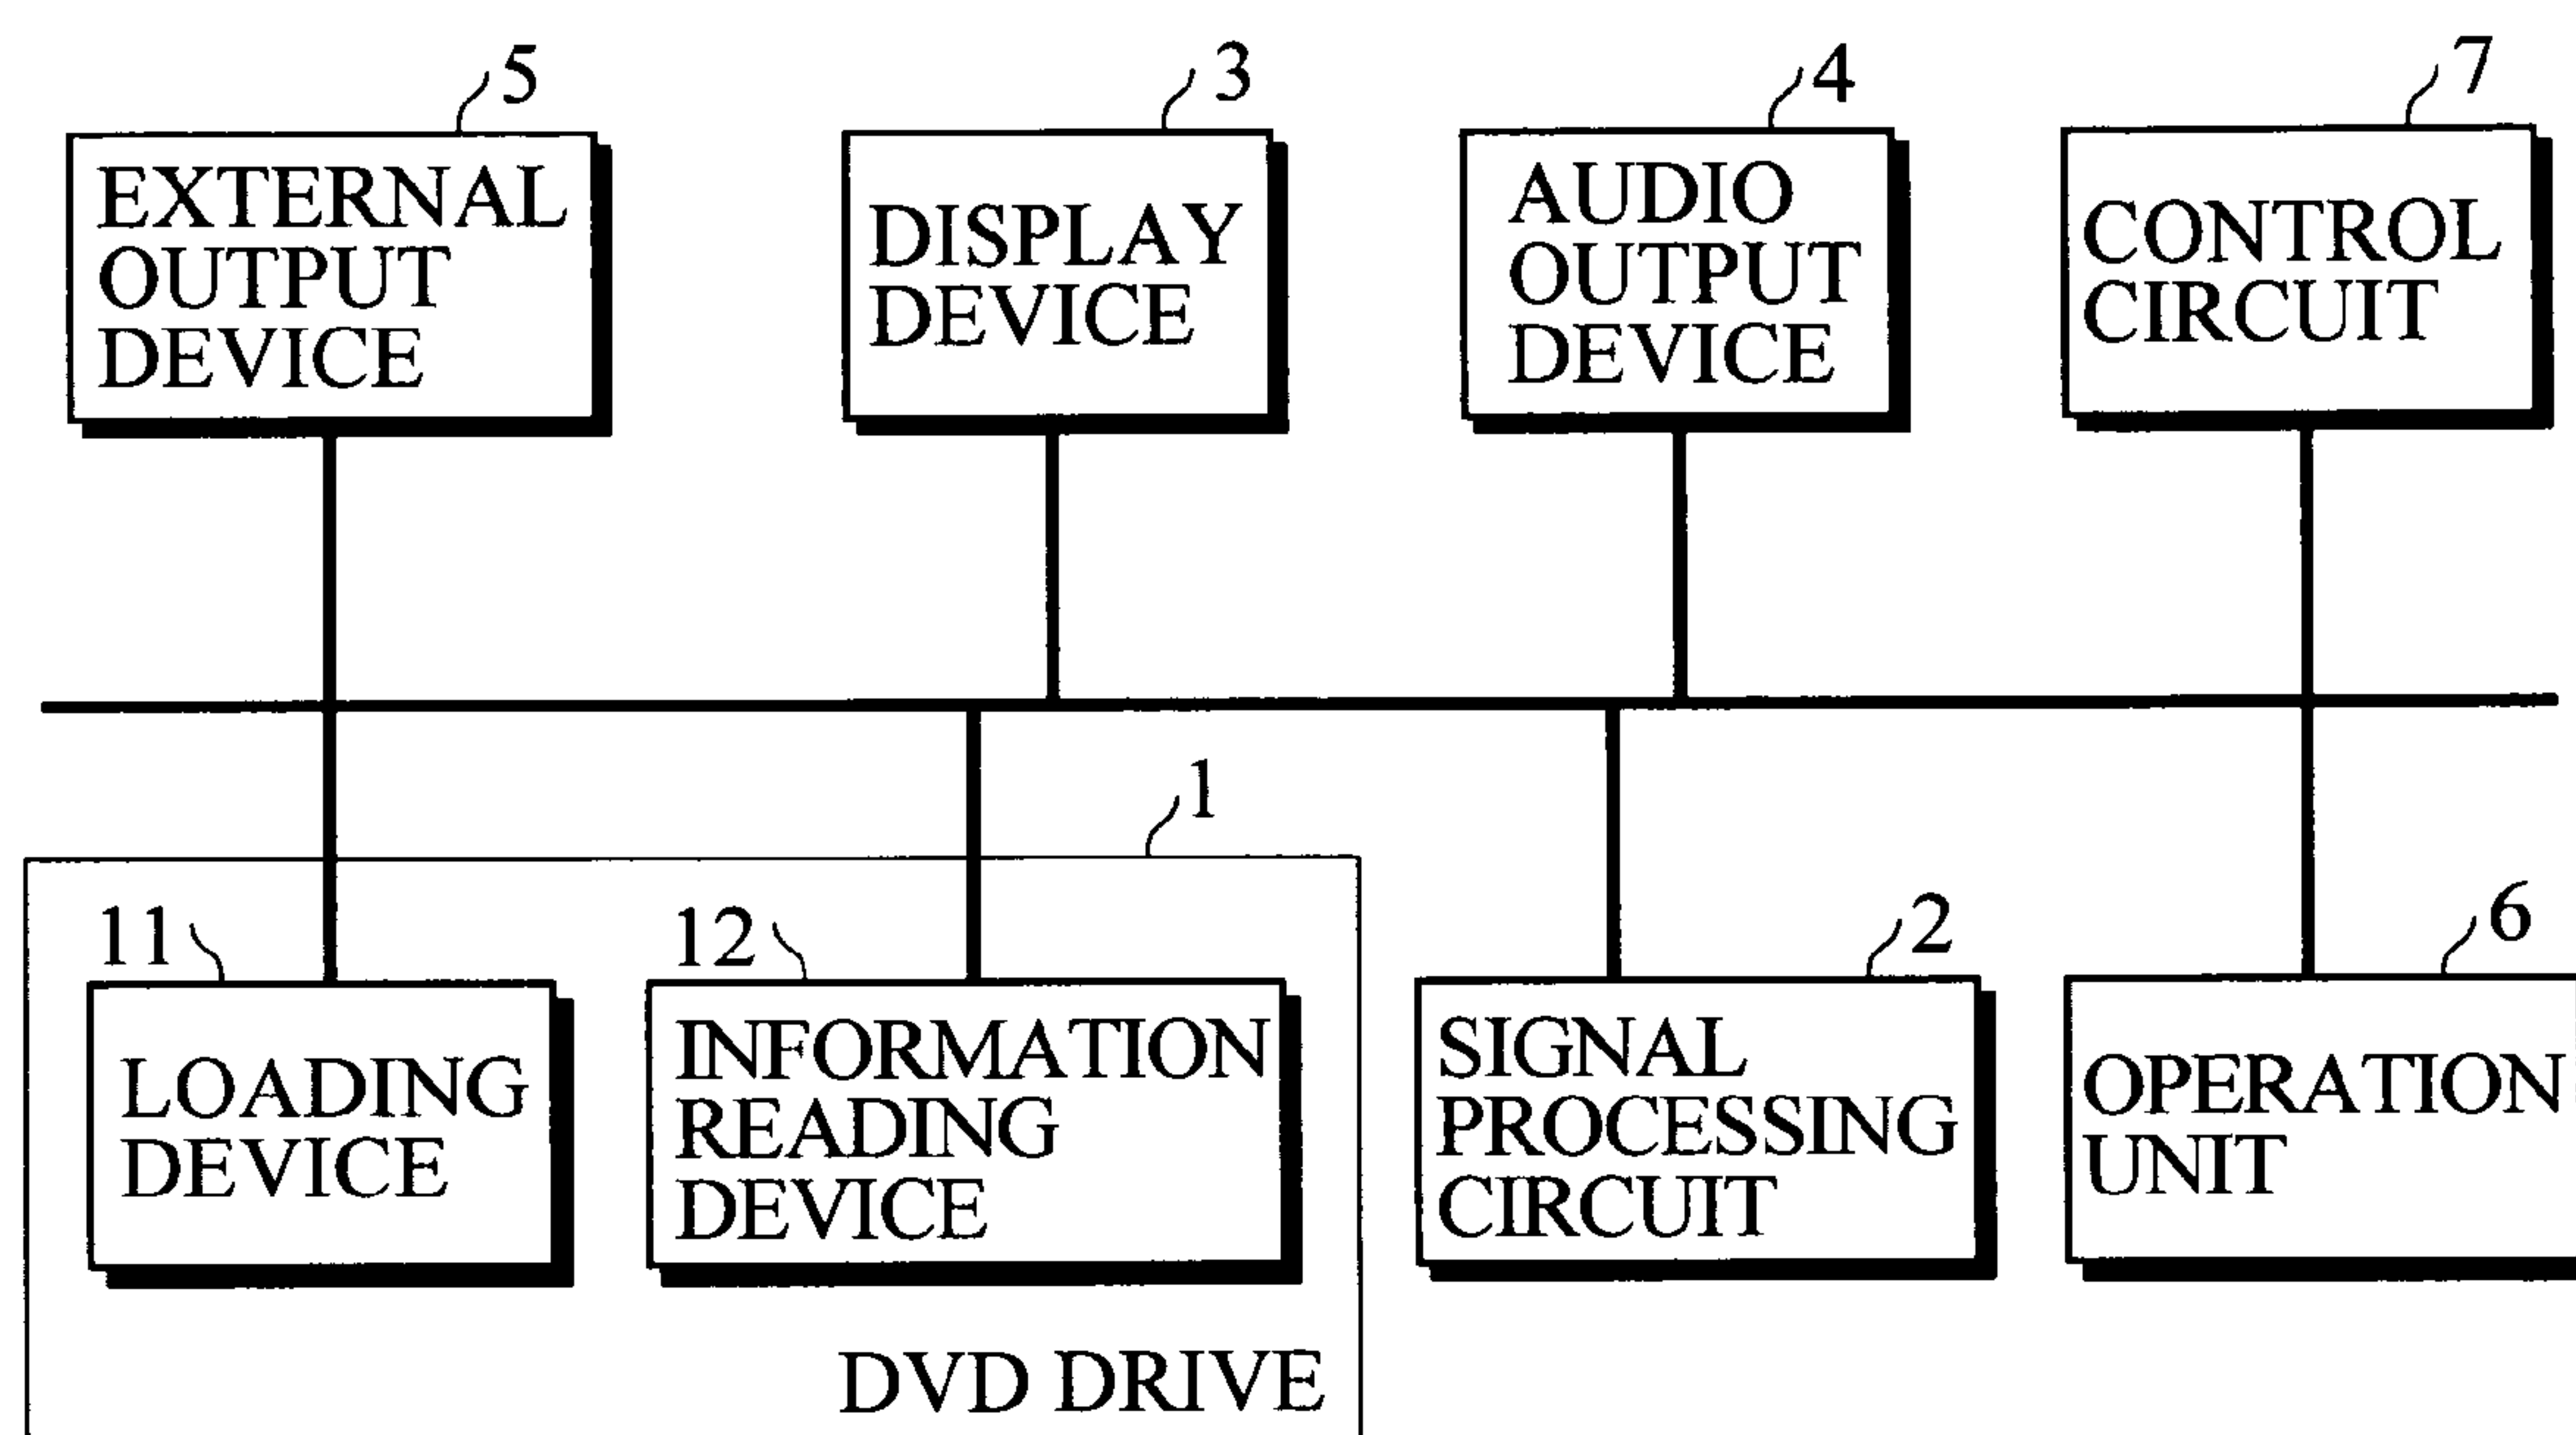 5
3
4
7
EXTERNAL
OUTPUT
DEVICE
DISPLAY
DEVICE
AUDIO
OUTPUT
DEVICE
CONTROL
CIRCUIT
1
11
12
2
6
LOADING
DEVICE
INFORMATION
READING
DEVICE
SIGNAL
PROCESSING
CIRCUIT
OPERATION
UNIT
DVD DRIVE